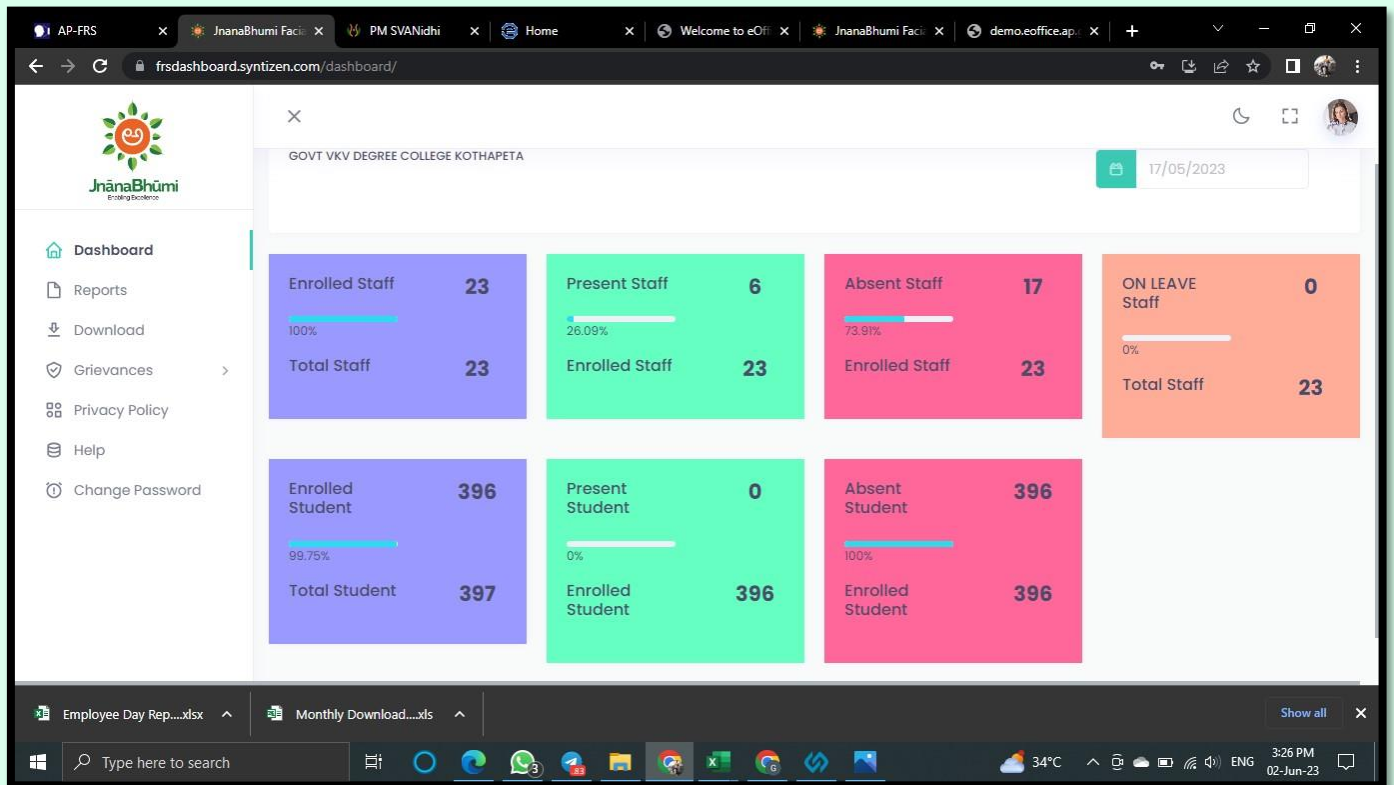 AP-FRS
JnanaBhumi Facia
PM SVANidhi
Home
Welcome to eOffi
JnanaBhumi Facia
demo.eoffice.ap.
frsdashboard.syntizen.com/dashboard/
JnānaBhūmi
Enabling Excellence
GOVT VKV DEGREE COLLEGE KOTHAPETA
17/05/2023
Dashboard
Reports
Download
Grievances
Privacy Policy
Help
Change Password
Enrolled Staff 23
100%
Total Staff 23
Present Staff 6
26.09%
Enrolled Staff 23
Absent Staff 17
73.91%
Enrolled Staff 23
ON LEAVE
Staff 0
0%
Total Staff 23
Enrolled
Student 396
99.75%
Total Student 397
Present
Student 0
0%
Enrolled
Student 396
Absent
Student 396
100%
Enrolled
Student 396
Employee Day Rep....xlsx
Monthly Download....xls
Show all
Type here to search
3
83
34°C
ENG
3:26 PM
02-Jun-23